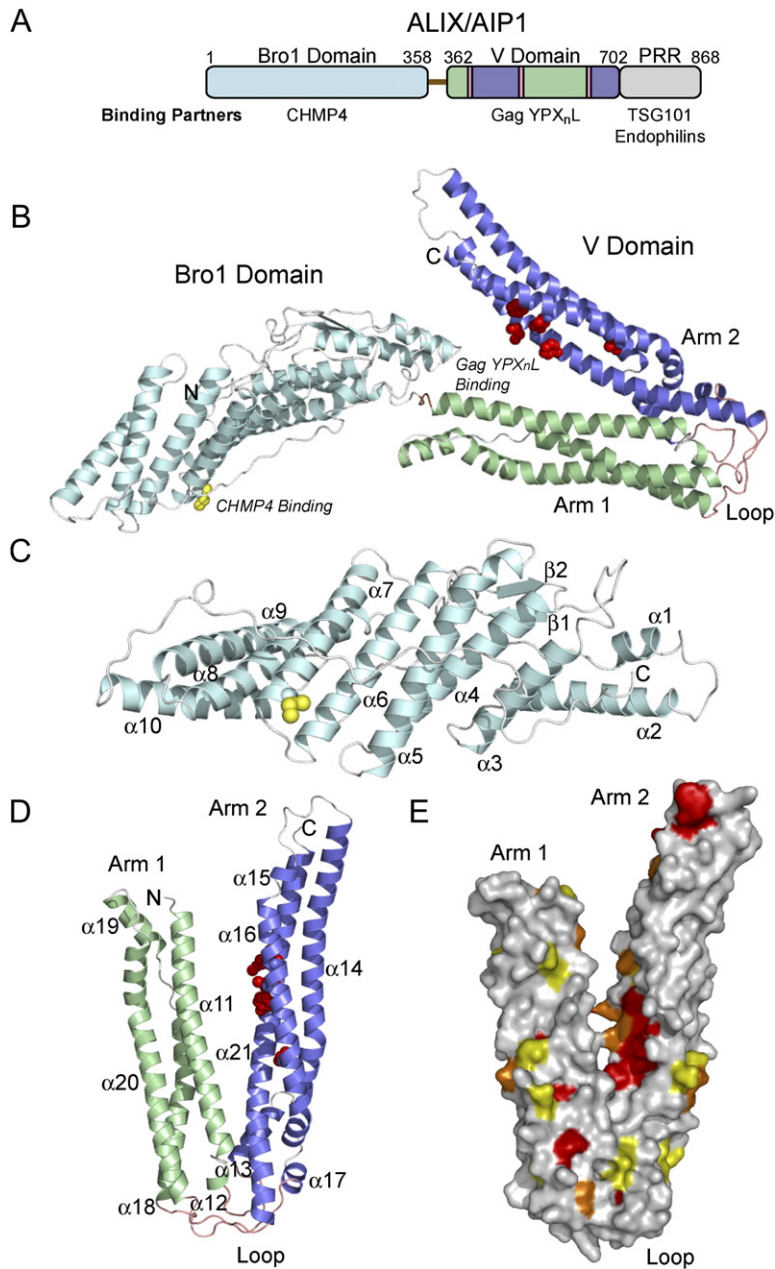 A
ALIX/AIP1
1 Bro1 Domain 358 362 V Domain 702 PRR 868
Binding Partners CHMP4 Gag YPXnL TSG101
Endophilins
B
Bro1 Domain
V Domain
C
Arm 2
N
Gag YPXnL
Binding
CHMP4 Binding
Arm 1
Loop
C
α7
β2
α9
β1
α1
α8
C
α6
α4
α10
α2
α5
α3
D
Arm 2
C
Arm 1
N
α15
α19
α16
α14
α11
α21
α20
α13
α17
α18
α12
Loop
E
Arm 2
Arm 1
Loop